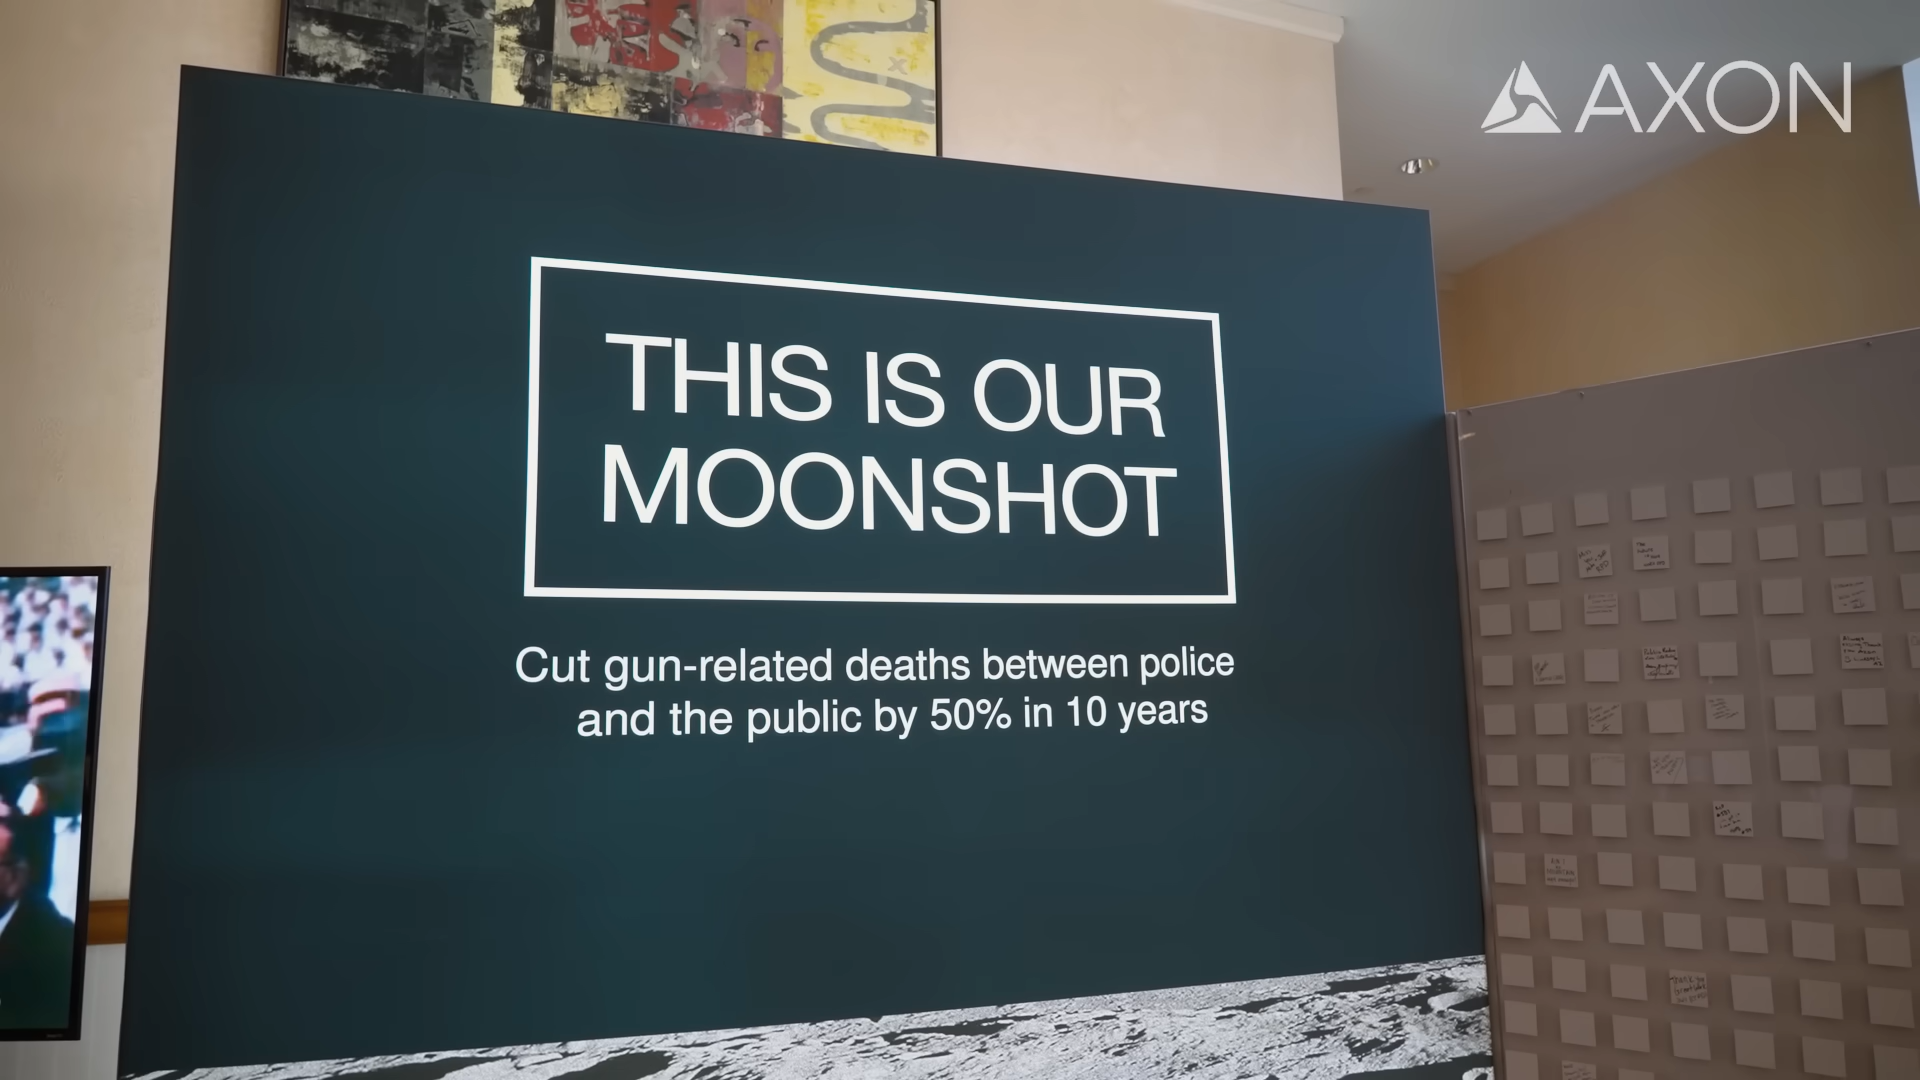 AXON
THIS IS OUR
MOONSHOT
Cut gun-related deaths between police
and the public by 50% in 10 years